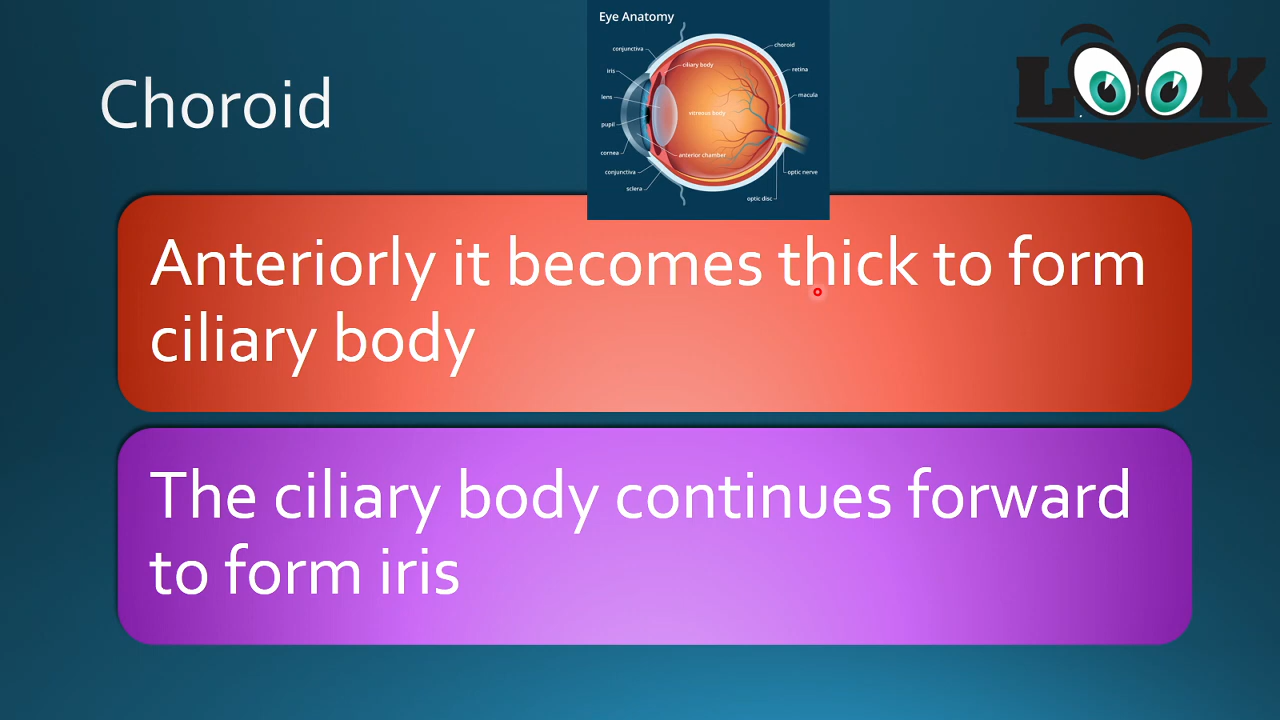 Eye Anatomy
conjunctiva
choroid
iris
ciliary body
retina
lens
macula
vitreous body
pupil
cornea
anterior chamber
conjunctiva
optic nerve
sclera
optic disc
LOOK
Choroid
Anteriorly it becomes thick to form
ciliary body
The ciliary body continues forward
to form iris